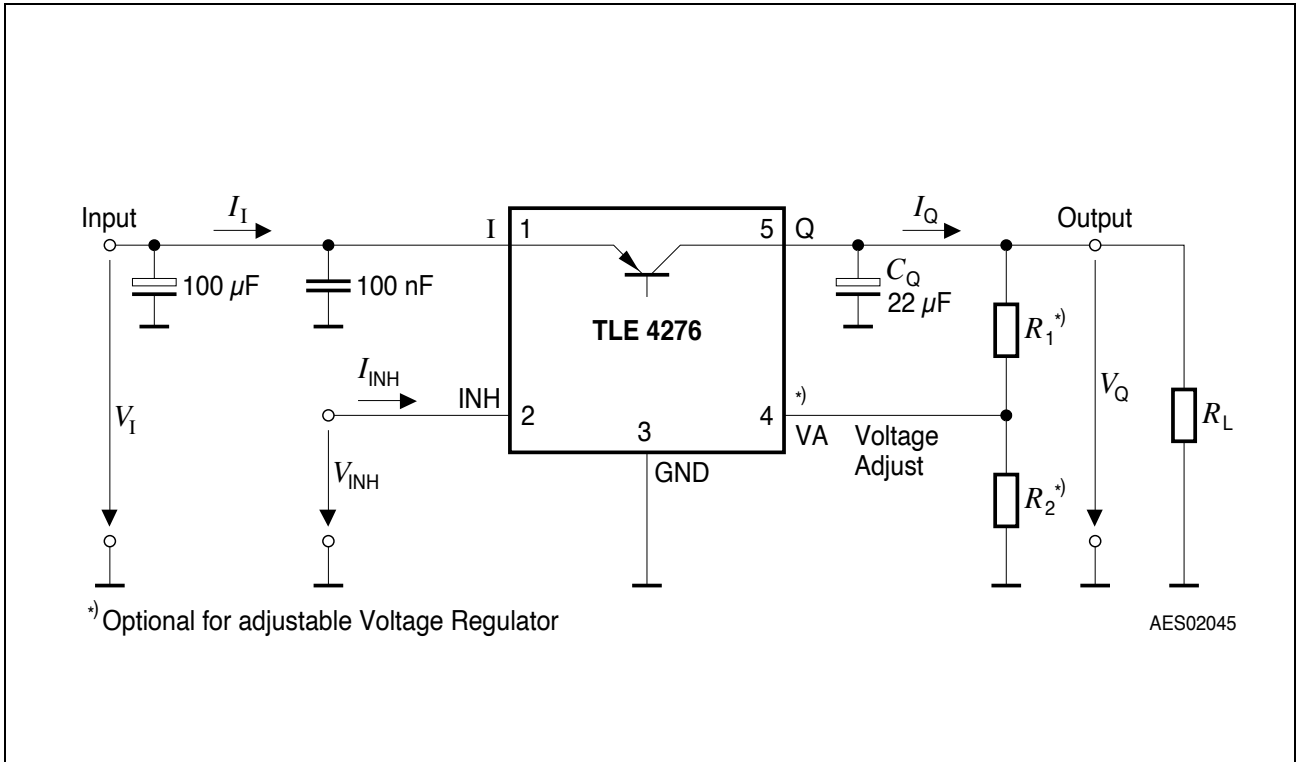 Input
I_I
I
1
5
Q
I_Q
Output
100 µF
100 nF
TLE 4276
C_Q
22 µF
R_1*)
I_INH
INH
2
3
4
*)
VA
Voltage
Adjust
V_I
V_INH
GND
R_2*)
V_Q
R_L
*) Optional for adjustable Voltage Regulator
AES02045